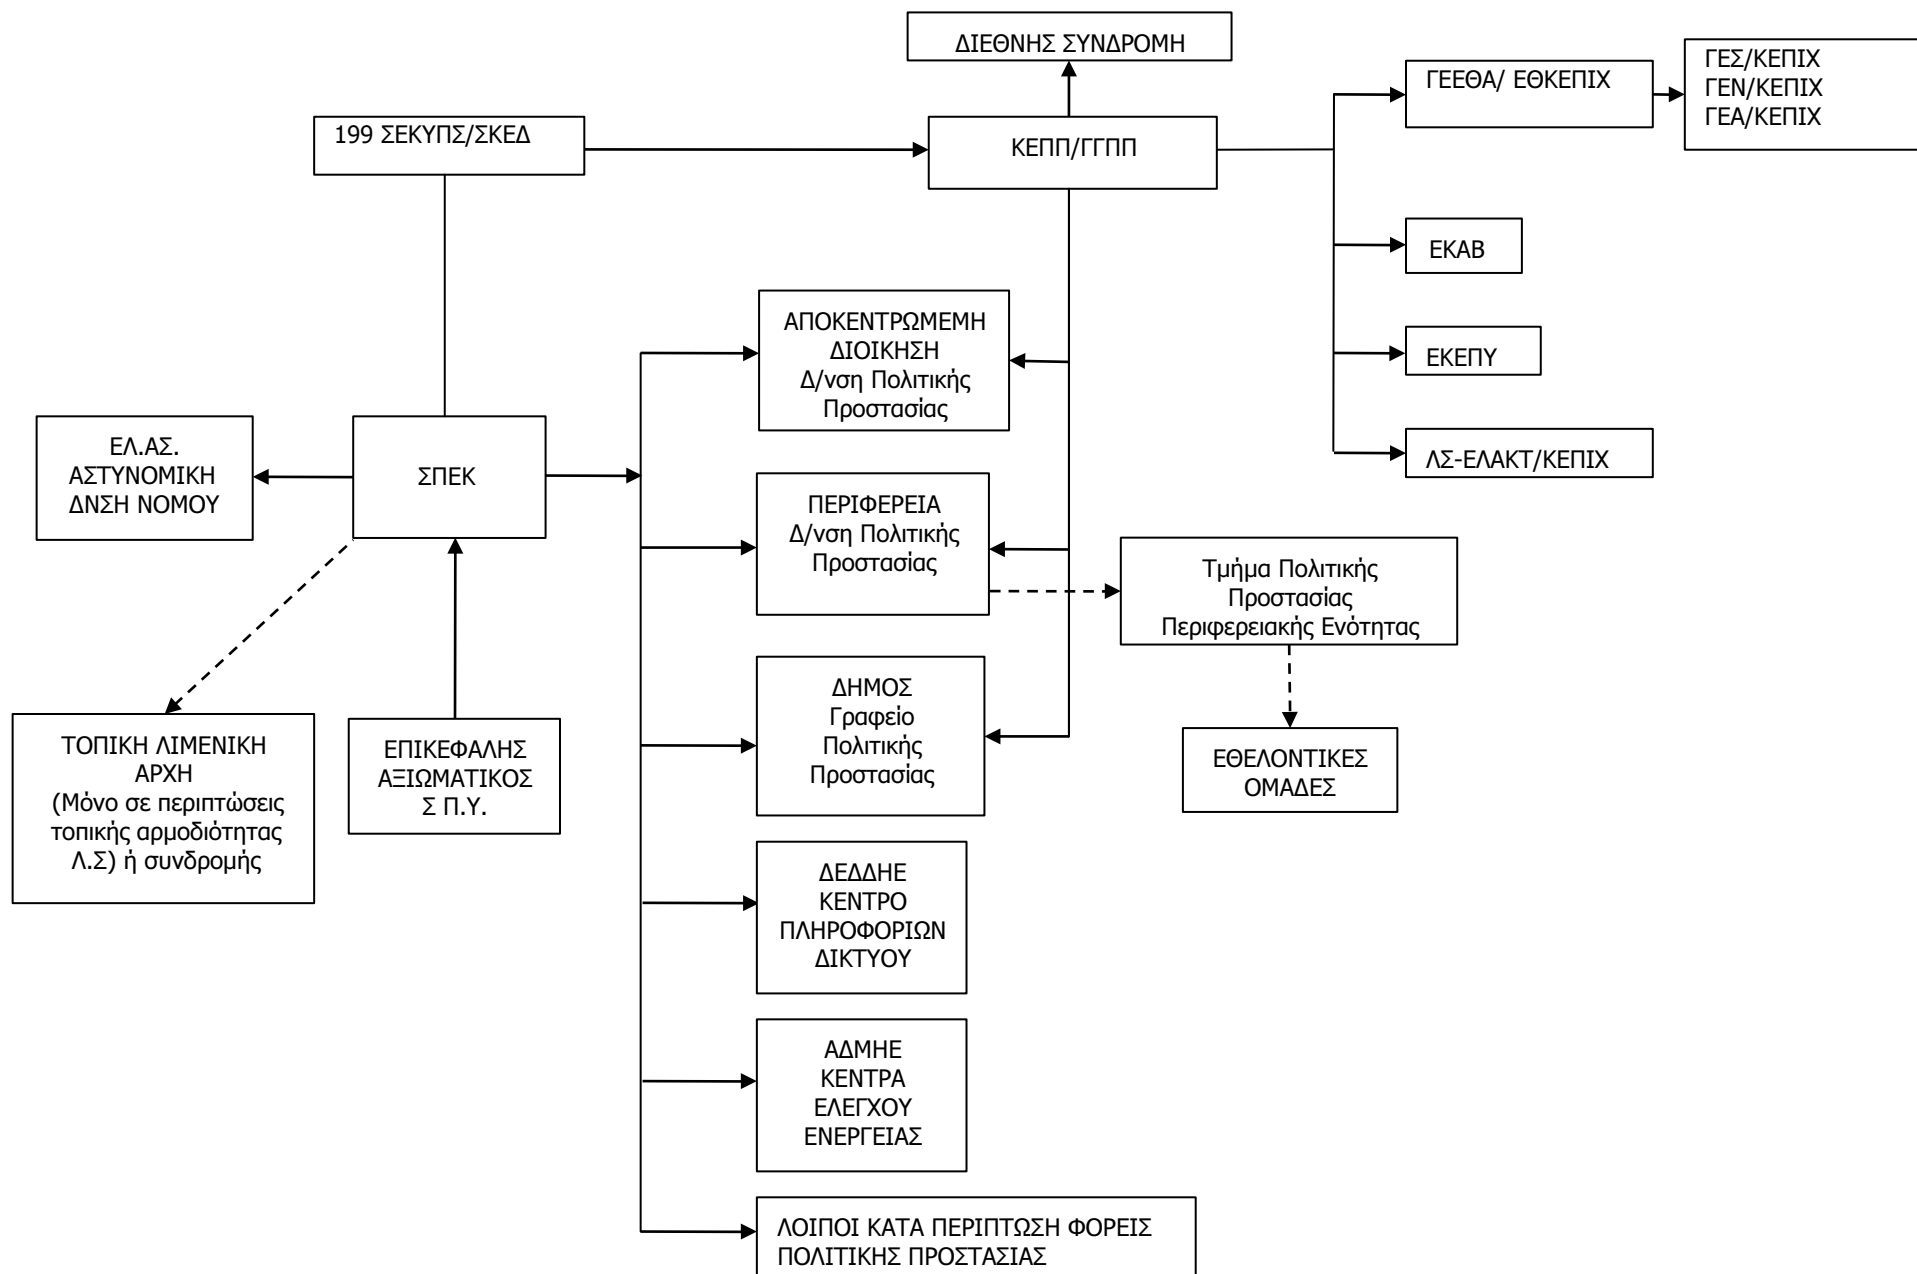 ΔΙΕΘΝΗΣ ΣΥΝΔΡΟΜΗ
199 ΣΕΚΥΠΣ/ΣΚΕΔ
ΚΕΠΠ/ΓΓΠΠ
ΓΕΕΘΑ/ ΕΘΚΕΠΙΧ
ΓΕΣ/ΚΕΠΙΧ
ΓΕΝ/ΚΕΠΙΧ
ΓΕΑ/ΚΕΠΙΧ
ΕΚΑΒ
ΕΚΕΠΥ
ΛΣ-ΕΛΑΚΤ/ΚΕΠΙΧ
ΑΠΟΚΕΝΤΡΩΜΕΜΗ
ΔΙΟΙΚΗΣΗ
Δ/νση Πολιτικής
Προστασίας
ΕΛ.ΑΣ.
ΑΣΤΥΝΟΜΙΚΗ
ΔΝΣΗ ΝΟΜΟΥ
ΣΠΕΚ
ΠΕΡΙΦΕΡΕΙΑ
Δ/νση Πολιτικής
Προστασίας
Τμήμα Πολιτικής
Προστασίας
Περιφερειακής Ενότητας
ΔΗΜΟΣ
Γραφείο
Πολιτικής
Προστασίας
ΕΘΕΛΟΝΤΙΚΕΣ
ΟΜΑΔΕΣ
ΤΟΠΙΚΗ ΛΙΜΕΝΙΚΗ
ΑΡΧΗ
(Μόνο σε περιπτώσεις
τοπικής αρμοδιότητας
Λ.Σ) ή συνδρομής
ΕΠΙΚΕΦΑΛΗΣ
ΑΞΙΩΜΑΤΙΚΟΣ
Σ Π.Υ.
ΔΕΔΔΗΕ
ΚΕΝΤΡΟ
ΠΛΗΡΟΦΟΡΙΩΝ
ΔΙΚΤΥΟΥ
ΑΔΜΗΕ
ΚΕΝΤΡΑ
ΕΛΕΓΧΟΥ
ΕΝΕΡΓΕΙΑΣ
ΛΟΙΠΟΙ ΚΑΤΑ ΠΕΡΙΠΤΩΣΗ ΦΟΡΕΙΣ
ΠΟΛΙΤΙΚΗΣ ΠΡΟΣΤΑΣΙΑΣ